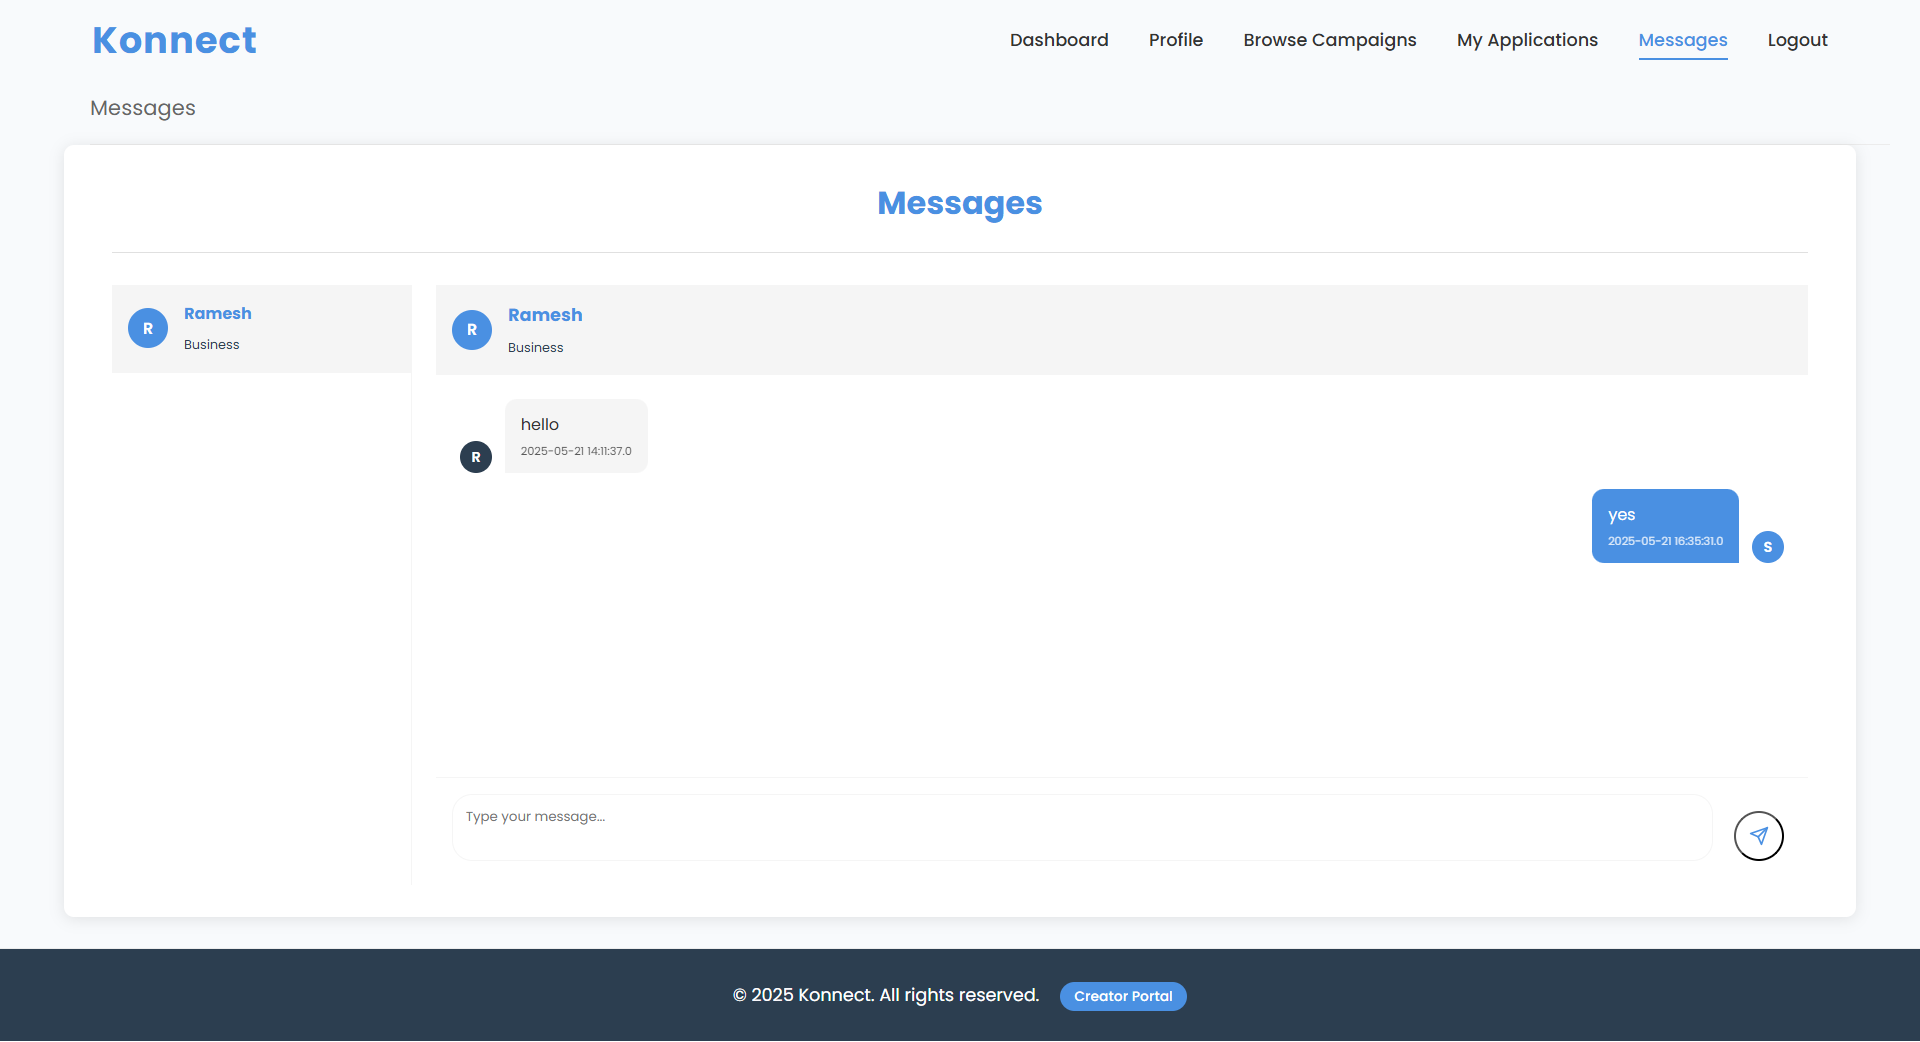 Konnect
Dashboard Profile Browse Campaigns My Applications Messages Logout
Messages
Messages
R Ramesh
Business
R Ramesh
Business
hello
2025-05-21 14:11:37.0
R
yes
2025-05-21 16:35:31.0
S
Type your message...
© 2025 Konnect. All rights reserved. Creator Portal